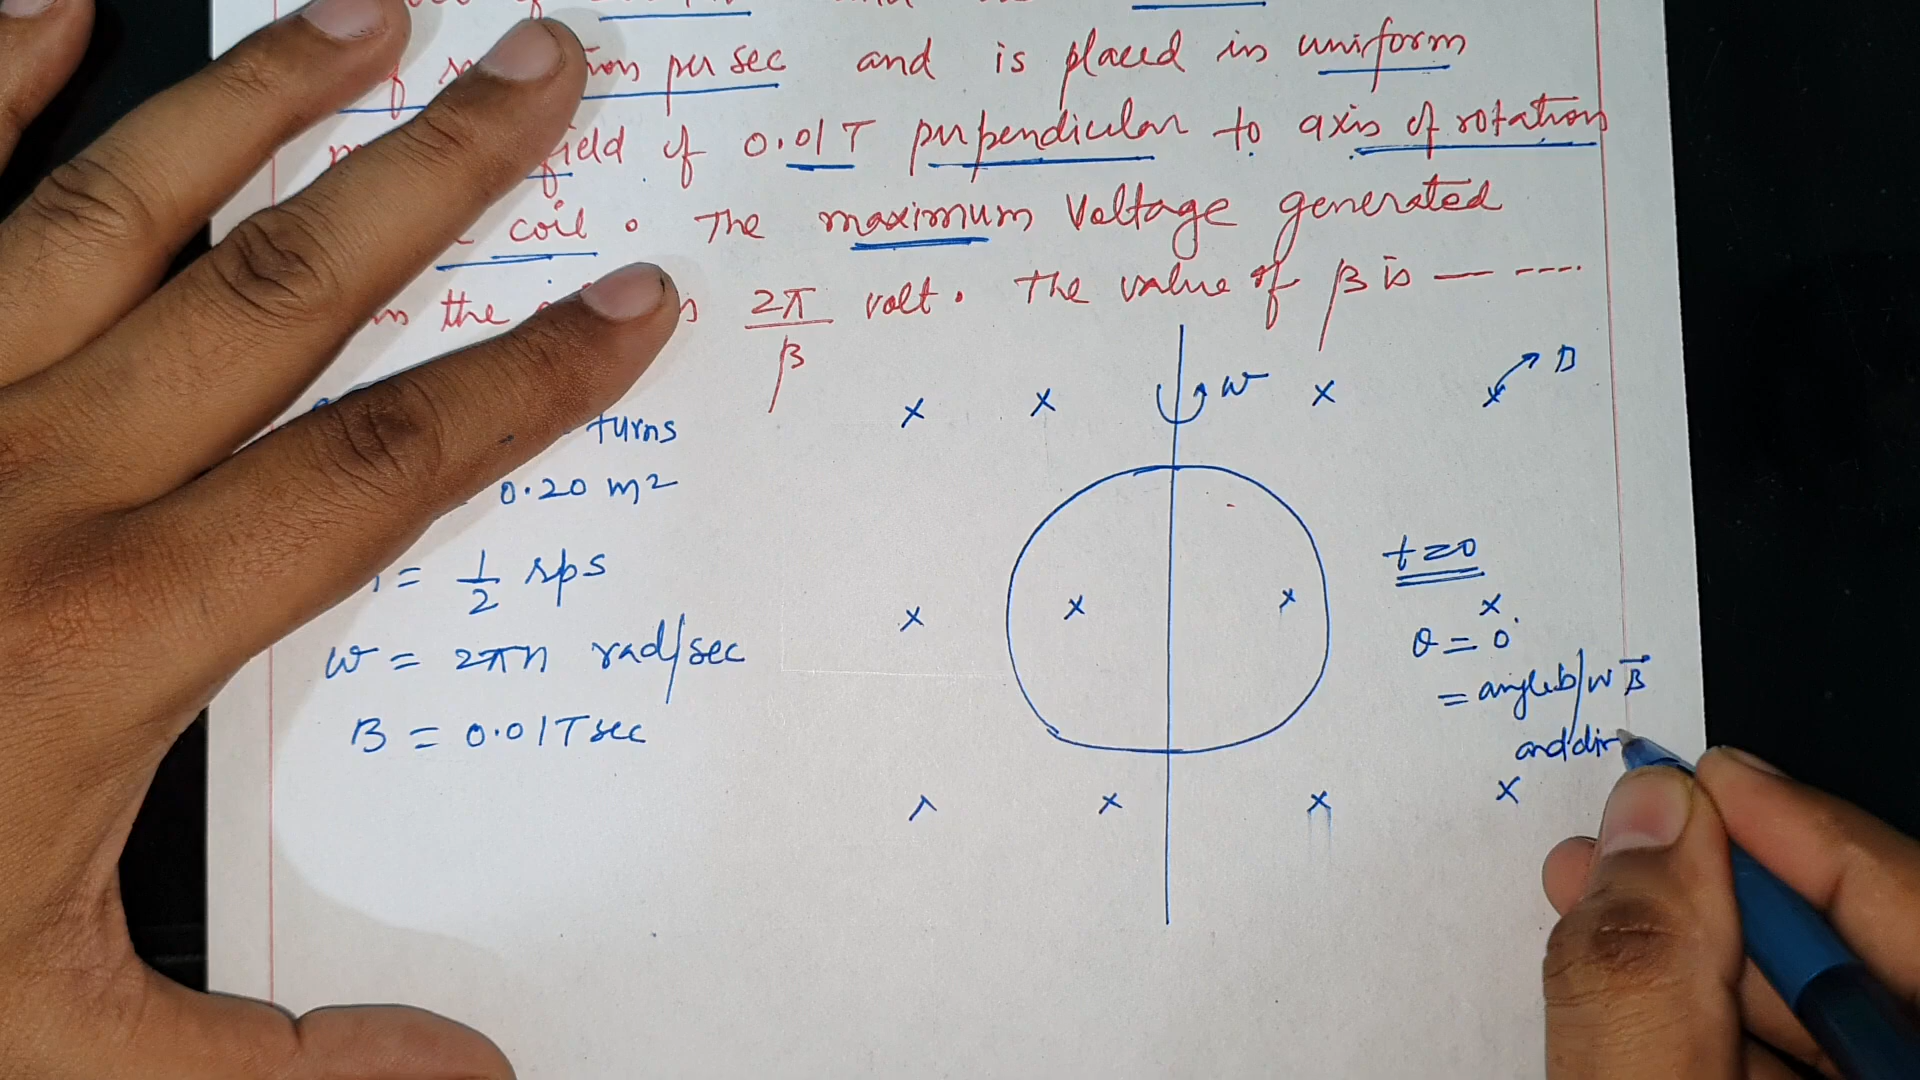 per sec and is placed in uniform
field of 0.01T perpendicular to axis of rotation
coil. The maximum Voltage generated
in the 2π/β volt. The value of β is — ----
ω × × × × B
turns
0.20 m2
= 1/2 rps
t=0
× × × ×
θ = 0
ω = 2πn rad/sec
= angle b/w B
B = 0.01T sec
and dir
× × ×